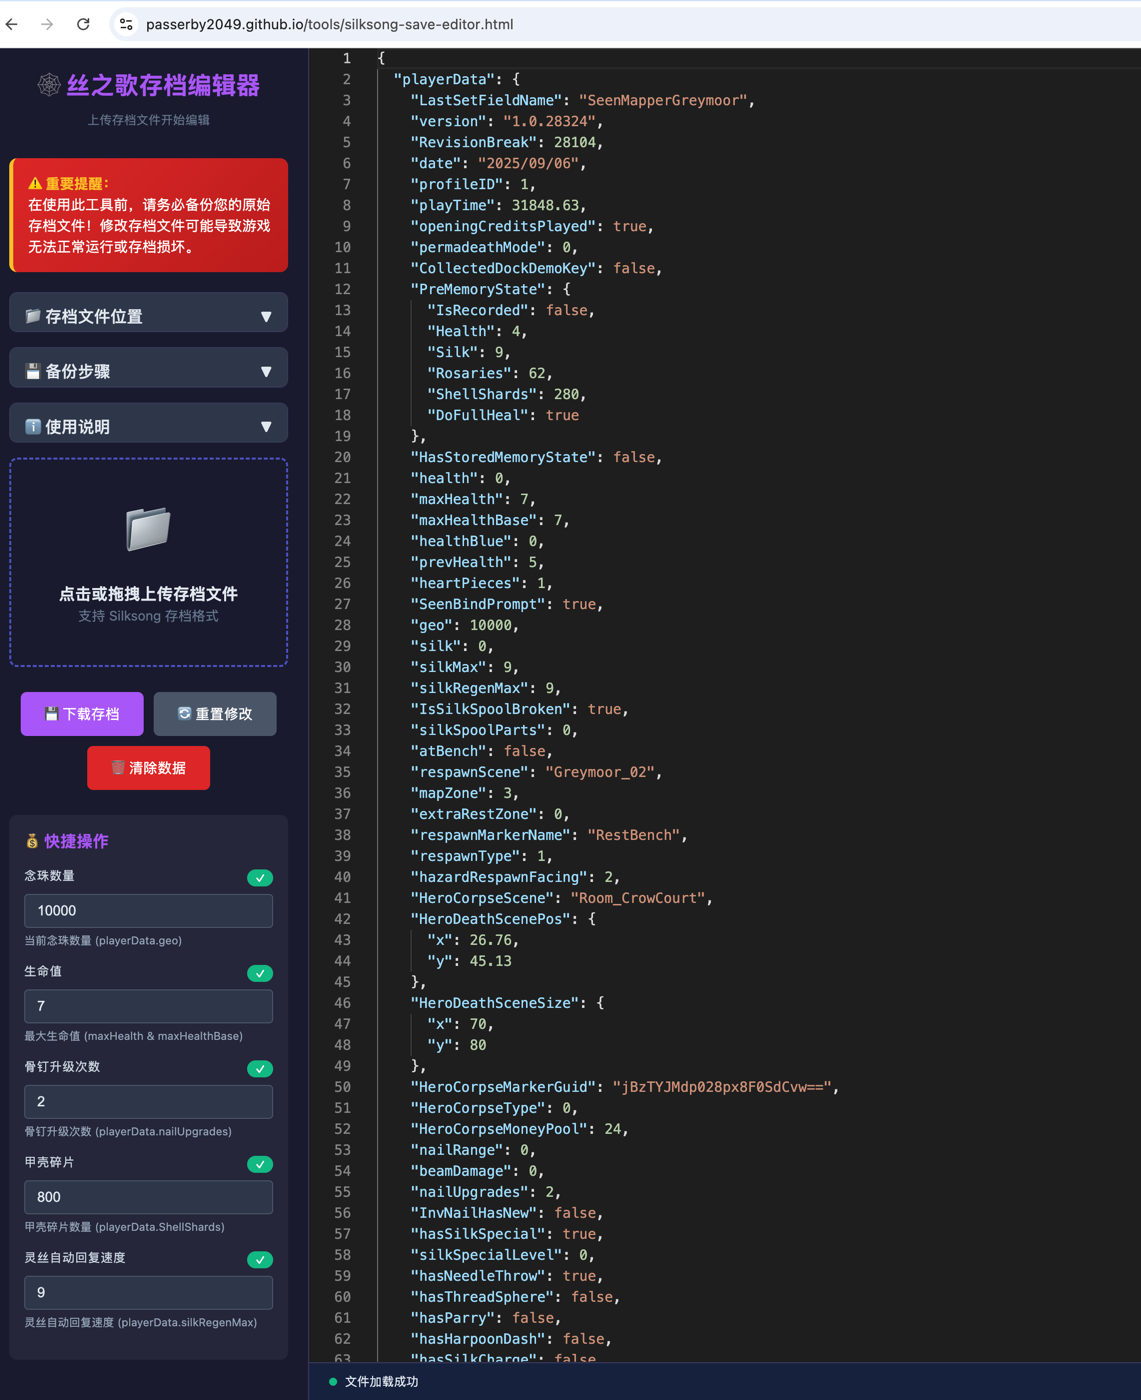 passerby2049.github.io/tools/silksong-save-editor.html
丝之歌存档编辑器
上传存档文件开始编辑
重要提醒：
在使用此工具前，请务必备份您的原始
存档文件！修改存档文件可能导致游戏
无法正常运行或存档损坏。
存档文件位置 ▼
备份步骤 ▼
使用说明 ▼
点击或拖拽上传存档文件
支持 Silksong 存档格式
下载存档
重置修改
清除数据
快捷操作
念珠数量
10000
当前念珠数量 (playerData.geo)
生命值
7
最大生命值 (maxHealth & maxHealthBase)
骨钉升级次数
2
骨钉升级次数 (playerData.nailUpgrades)
甲壳碎片
800
甲壳碎片数量 (playerData.ShellShards)
灵丝自动回复速度
9
灵丝自动回复速度 (playerData.silkRegenMax)
1 {
2 "playerData": {
3 "LastSetFieldName": "SeenMapperGreymoor",
4 "version": "1.0.28324",
5 "RevisionBreak": 28104,
6 "date": "2025/09/06",
7 "profileID": 1,
8 "playTime": 31848.63,
9 "openingCreditsPlayed": true,
10 "permadeathMode": 0,
11 "CollectedDockDemoKey": false,
12 "PreMemoryState": {
13 "IsRecorded": false,
14 "Health": 4,
15 "Silk": 9,
16 "Rosaries": 62,
17 "ShellShards": 280,
18 "DoFullHeal": true
19 },
20 "HasStoredMemoryState": false,
21 "health": 0,
22 "maxHealth": 7,
23 "maxHealthBase": 7,
24 "healthBlue": 0,
25 "prevHealth": 5,
26 "heartPieces": 1,
27 "SeenBindPrompt": true,
28 "geo": 10000,
29 "silk": 0,
30 "silkMax": 9,
31 "silkRegenMax": 9,
32 "IsSilkSpoolBroken": true,
33 "silkSpoolParts": 0,
34 "atBench": false,
35 "respawnScene": "Greymoor_02",
36 "mapZone": 3,
37 "extraRestZone": 0,
38 "respawnMarkerName": "RestBench",
39 "respawnType": 1,
40 "hazardRespawnFacing": 2,
41 "HeroCorpseScene": "Room_CrowCourt",
42 "HeroDeathScenePos": {
43 "x": 26.76,
44 "y": 45.13
45 },
46 "HeroDeathSceneSize": {
47 "x": 70,
48 "y": 80
49 },
50 "HeroCorpseMarkerGuid": "jBzTYJMdp028px8F0SdCvw==",
51 "HeroCorpseType": 0,
52 "HeroCorpseMoneyPool": 24,
53 "nailRange": 0,
54 "beamDamage": 0,
55 "nailUpgrades": 2,
56 "InvNailHasNew": false,
57 "hasSilkSpecial": true,
58 "silkSpecialLevel": 0,
59 "hasNeedleThrow": true,
60 "hasThreadSphere": false,
61 "hasParry": false,
62 "hasHarpoonDash": false,
63 "hasSilkCharge": false
文件加载成功